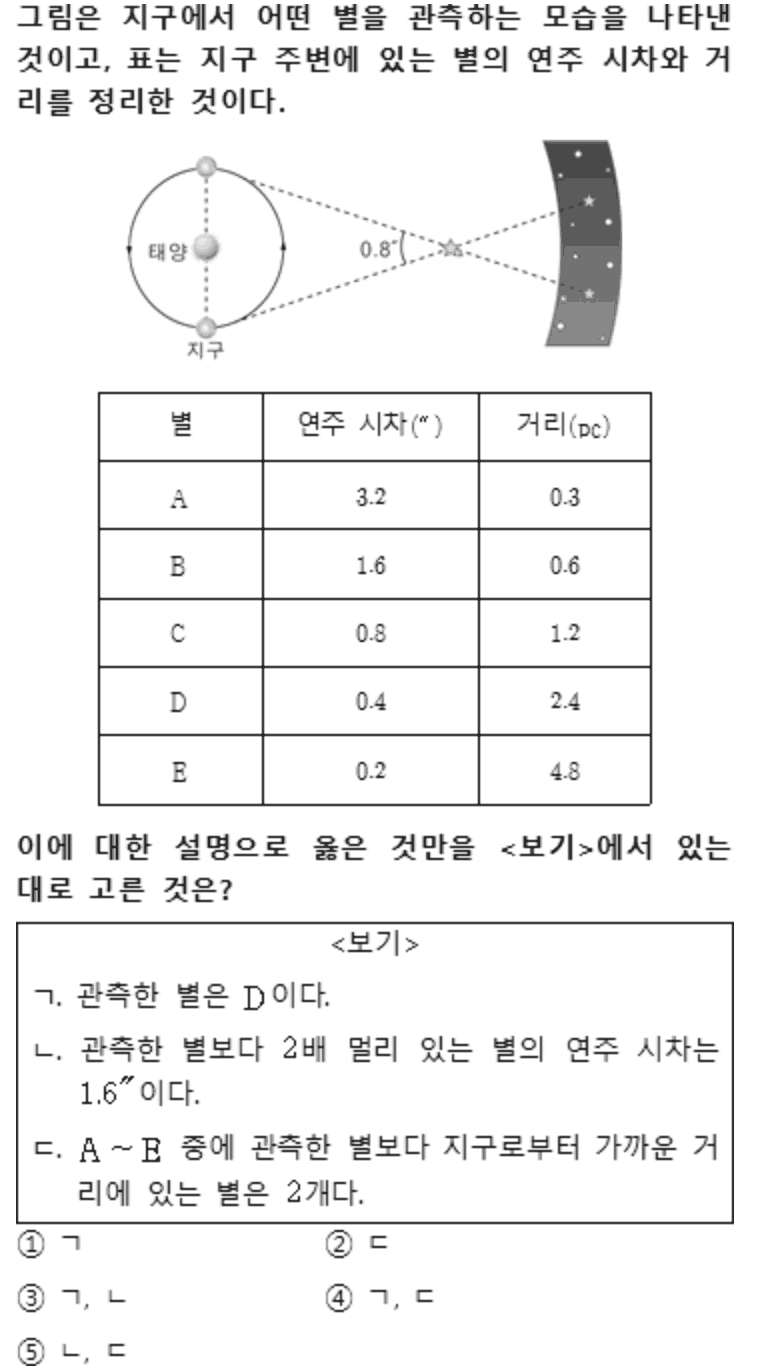 그림은 지구에서 어떤 별을 관측하는 모습을 나타낸
것이고, 표는 지구 주변에 있는 별의 연주 시차와 거
리를 정리한 것이다.
태양
0.8″
지구
별 연주 시차(″) 거리(pc)
A 3.2 0.3
B 1.6 0.6
C 0.8 1.2
D 0.4 2.4
E 0.2 4.8
이에 대한 설명으로 옳은 것만을 <보기>에서 있는
대로 고른 것은?
<보기>
ㄱ. 관측한 별은 D이다.
ㄴ. 관측한 별보다 2배 멀리 있는 별의 연주 시차는
1.6″이다.
ㄷ. A ~ E 중에 관측한 별보다 지구로부터 가까운 거
리에 있는 별은 2개다.
① ㄱ ② ㄷ
③ ㄱ, ㄴ ④ ㄱ, ㄷ
⑤ ㄴ, ㄷ